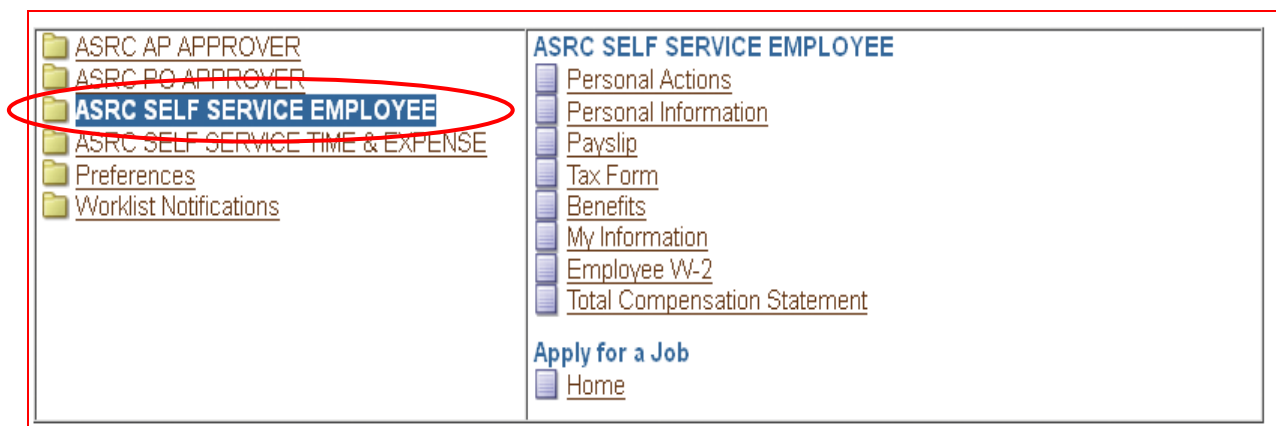 ASRC AP APPROVER
ASRC PO APPROVER
ASRC SELF SERVICE EMPLOYEE
ASRC SELF SERVICE TIME & EXPENSE
Preferences
Worklist Notifications
ASRC SELF SERVICE EMPLOYEE
Personal Actions
Personal Information
Payslip
Tax Form
Benefits
My Information
Employee W-2
Total Compensation Statement
Apply for a Job
Home